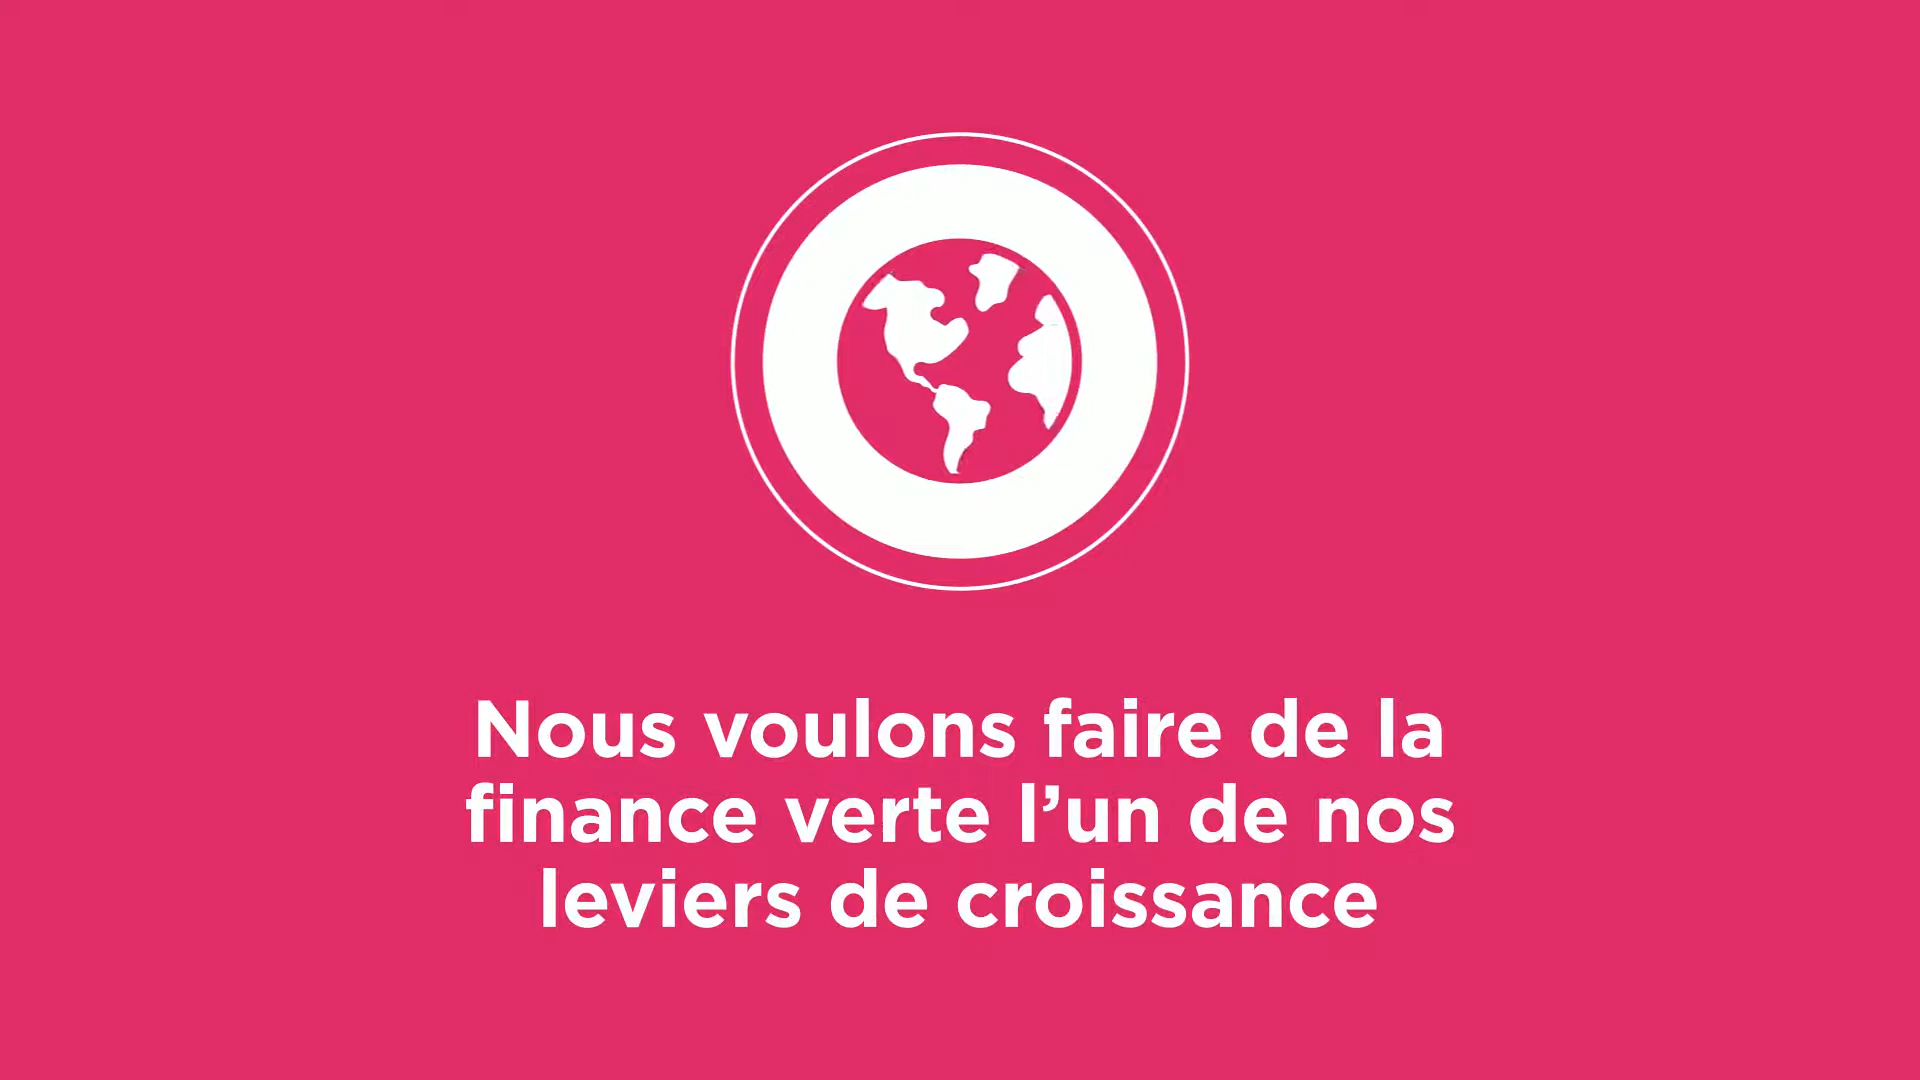 Nous voulons faire de la
finance verte l’un de nos
leviers de croissance